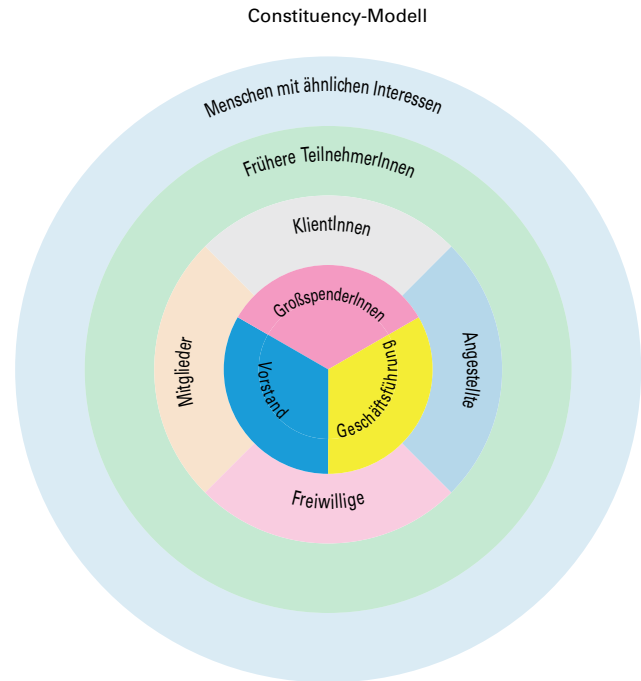 Constituency-Modell
Menschen mit ähnlichen Interessen
Frühere TeilnehmerInnen
KlientInnen
GroßspenderInnen
Mitglieder
Vorstand
Geschäftsführung
Angestellte
Freiwillige